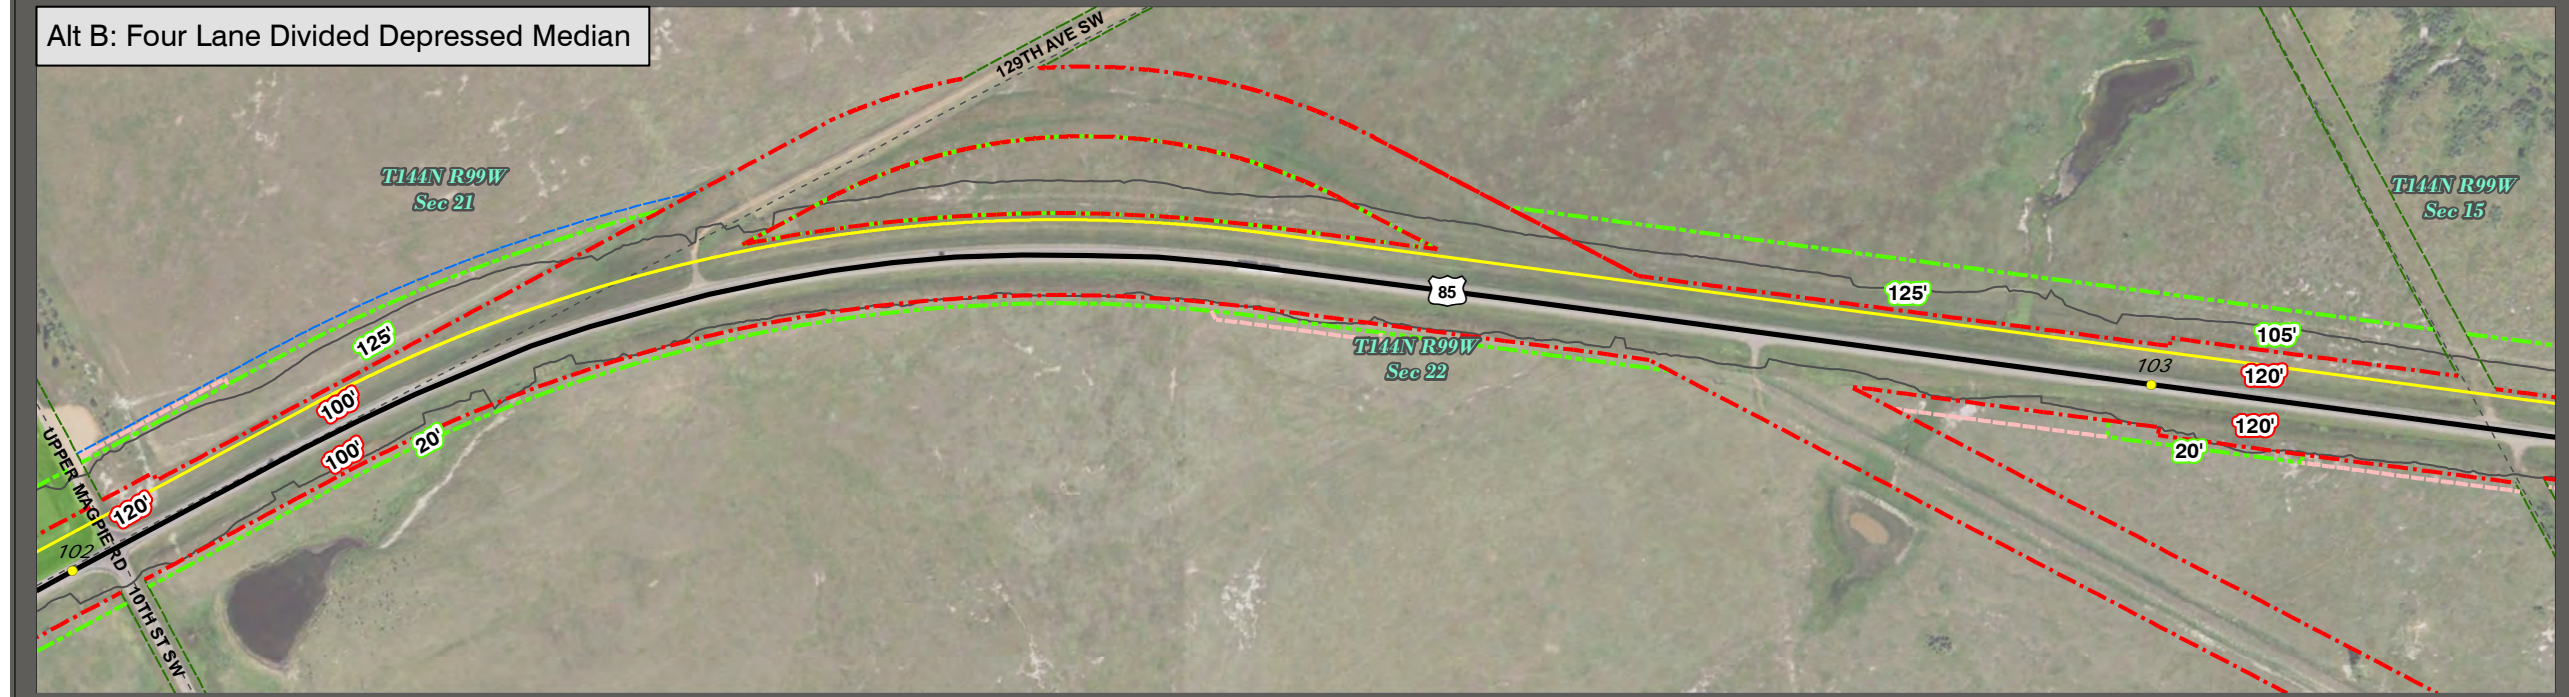 Alt B: Four Lane Divided Depressed Median
129TH AVE SW
T144N R99W
Sec 21
T144N R99W
Sec 15
85
125'
125'
105'
103
120'
T144N R99W
Sec 22
100'
100'
20'
120'
20'
120'
102
UPPER MAGPIE RD
10TH ST SW